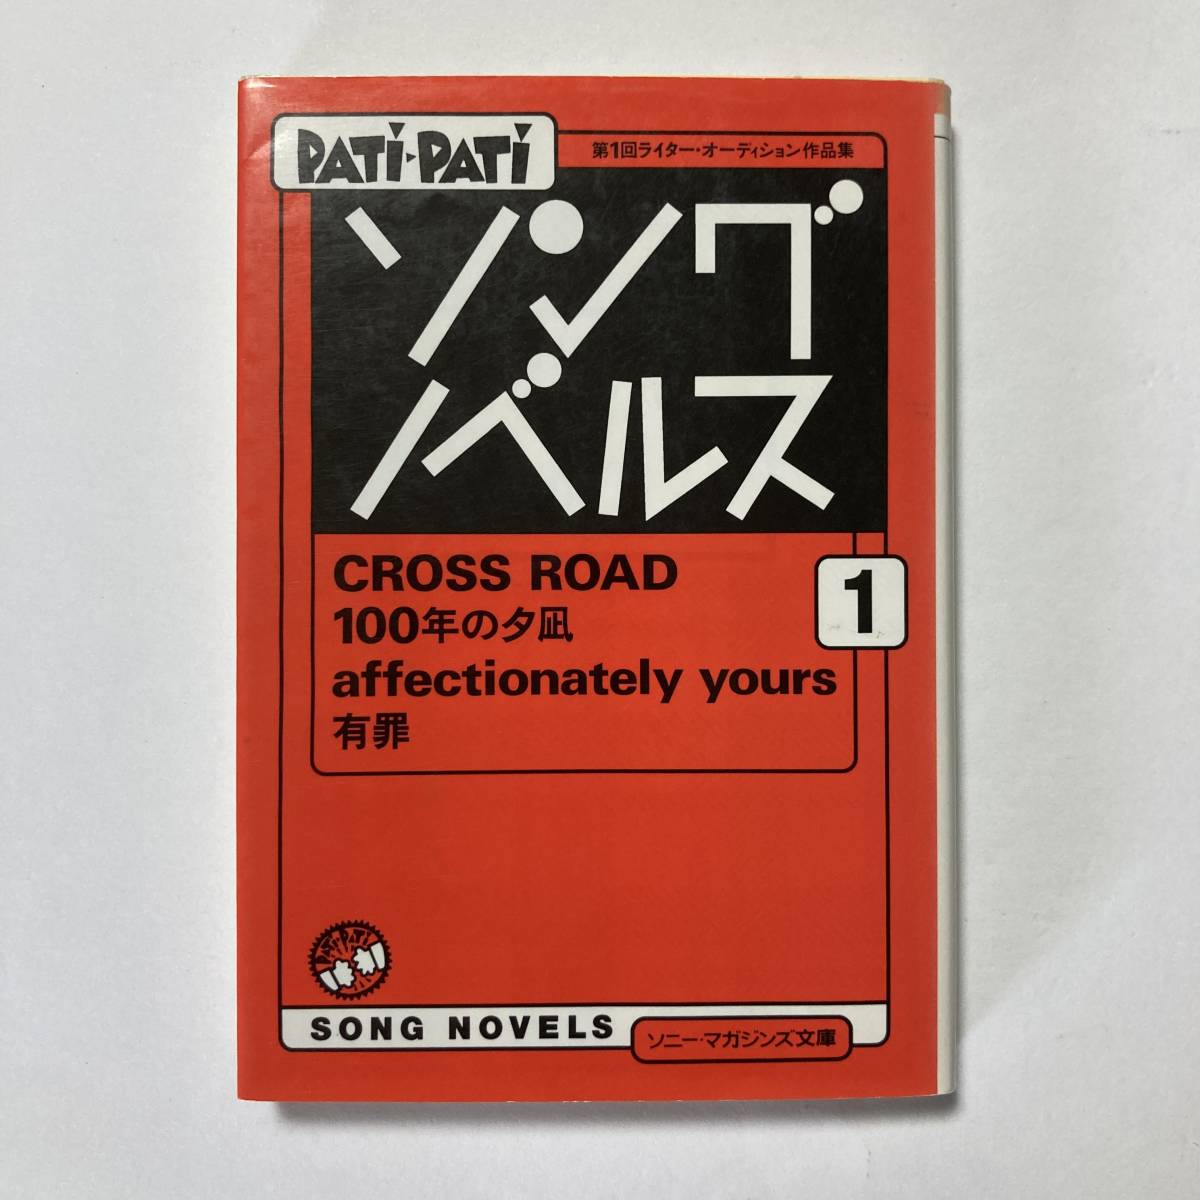 PATi▸PATi
第1回ライター・オーディション作品集
ソング
ノベルス
CROSS ROAD
100年の夕凪
affectionately yours
有罪
1
PATi▸PATi
SONG NOVELS
ソニー・マガジンズ文庫